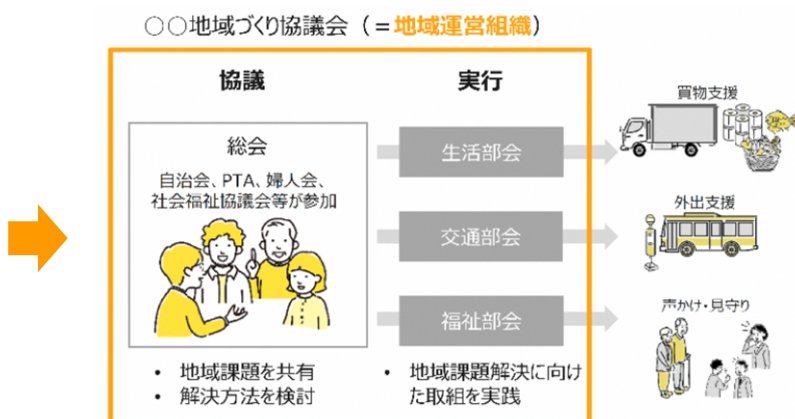 ○○地域づくり協議会（＝地域運営組織）
協議
総会
自治会、PTA、婦人会、
社会福祉協議会等が参加
• 地域課題を共有
• 解決方法を検討
実行
生活部会
交通部会
福祉部会
• 地域課題解決に向け
た取組を実践
買物支援
外出支援
声かけ・見守り